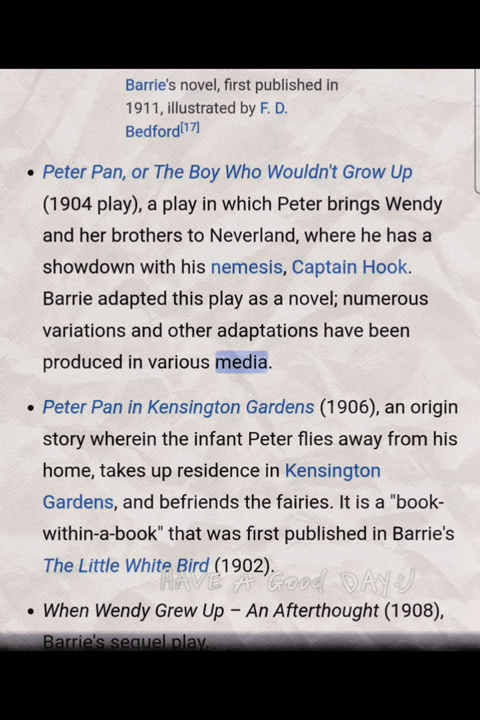 Barrie's novel, first published in
1911, illustrated by F. D.
Bedford[17]
• Peter Pan, or The Boy Who Wouldn't Grow Up
(1904 play), a play in which Peter brings Wendy
and her brothers to Neverland, where he has a
showdown with his nemesis, Captain Hook.
Barrie adapted this play as a novel; numerous
variations and other adaptations have been
produced in various media.
• Peter Pan in Kensington Gardens (1906), an origin
story wherein the infant Peter flies away from his
home, takes up residence in Kensington
Gardens, and befriends the fairies. It is a "book-
within-a-book" that was first published in Barrie's
The Little White Bird (1902).
HAVE A Good DAY:)
• When Wendy Grew Up – An Afterthought (1908),
Barrie's sequel play.